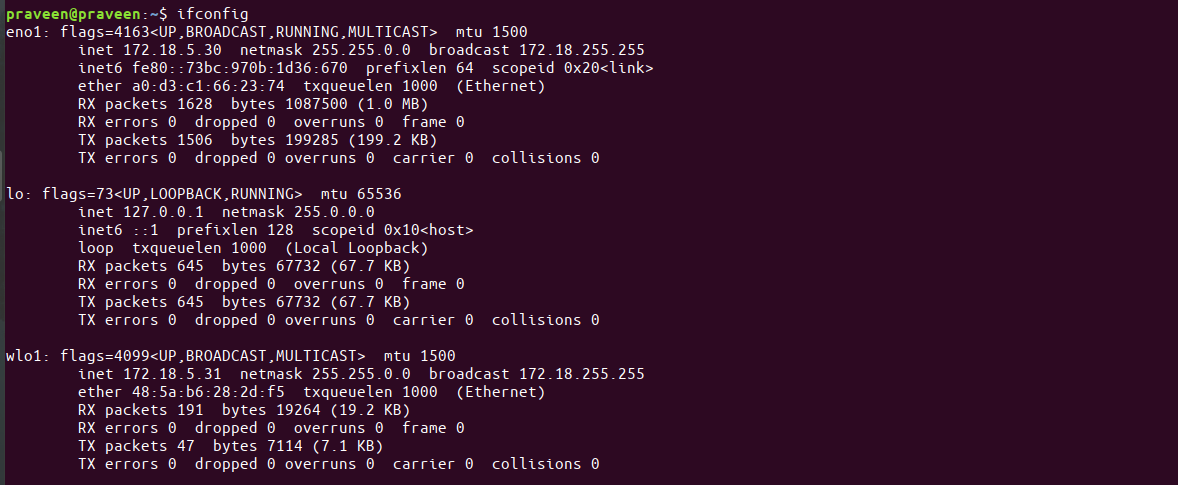 praveen@praveen:~$ ifconfig
eno1: flags=4163<UP,BROADCAST,RUNNING,MULTICAST>  mtu 1500
        inet 172.18.5.30  netmask 255.255.0.0  broadcast 172.18.255.255
        inet6 fe80::73bc:970b:1d36:670  prefixlen 64  scopeid 0x20<link>
        ether a0:d3:c1:66:23:74  txqueuelen 1000  (Ethernet)
        RX packets 1628  bytes 1087500 (1.0 MB)
        RX errors 0  dropped 0  overruns 0  frame 0
        TX packets 1506  bytes 199285 (199.2 KB)
        TX errors 0  dropped 0 overruns 0  carrier 0  collisions 0

lo: flags=73<UP,LOOPBACK,RUNNING>  mtu 65536
        inet 127.0.0.1  netmask 255.0.0.0
        inet6 ::1  prefixlen 128  scopeid 0x10<host>
        loop  txqueuelen 1000  (Local Loopback)
        RX packets 645  bytes 67732 (67.7 KB)
        RX errors 0  dropped 0  overruns 0  frame 0
        TX packets 645  bytes 67732 (67.7 KB)
        TX errors 0  dropped 0 overruns 0  carrier 0  collisions 0

wlo1: flags=4099<UP,BROADCAST,MULTICAST>  mtu 1500
        inet 172.18.5.31  netmask 255.255.0.0  broadcast 172.18.255.255
        ether 48:5a:b6:28:2d:f5  txqueuelen 1000  (Ethernet)
        RX packets 191  bytes 19264 (19.2 KB)
        RX errors 0  dropped 0  overruns 0  frame 0
        TX packets 47  bytes 7114 (7.1 KB)
        TX errors 0  dropped 0 overruns 0  carrier 0  collisions 0